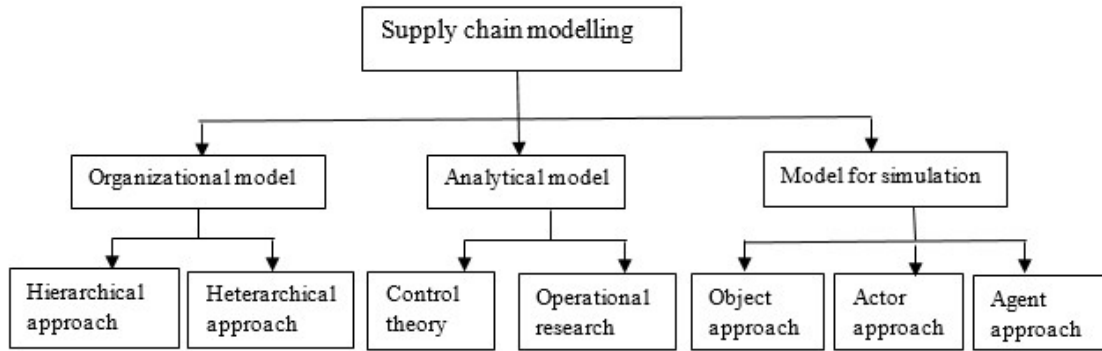 Supply chain modelling
Organizational model
Analytical model
Model for simulation
Hierarchical
approach
Heterarchical
approach
Control
theory
Operational
research
Object
approach
Actor
approach
Agent
approach